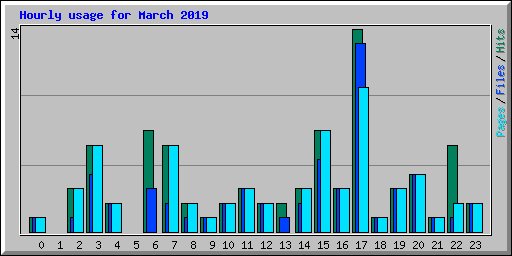 Hourly usage for March 2019
14
Pages/Files/Hits
0 1 2 3 4 5 6 7 8 9 10 11 12 13 14 15 16 17 18 19 20 21 22 23